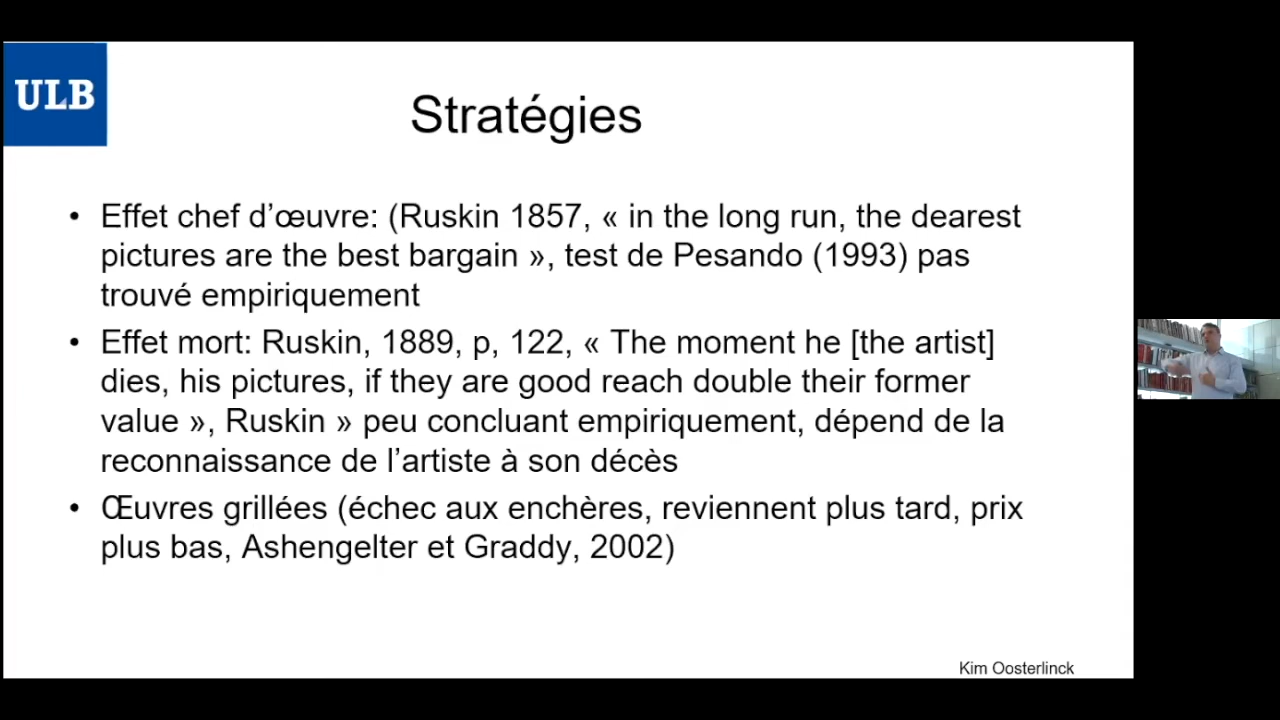 ULB
Stratégies
• Effet chef d’œuvre: (Ruskin 1857, « in the long run, the dearest
pictures are the best bargain », test de Pesando (1993) pas
trouvé empiriquement
• Effet mort: Ruskin, 1889, p, 122, « The moment he [the artist]
dies, his pictures, if they are good reach double their former
value », Ruskin » peu concluant empiriquement, dépend de la
reconnaissance de l’artiste à son décès
• Œuvres grillées (échec aux enchères, reviennent plus tard, prix
plus bas, Ashengelter et Graddy, 2002)
Kim Oosterlinck